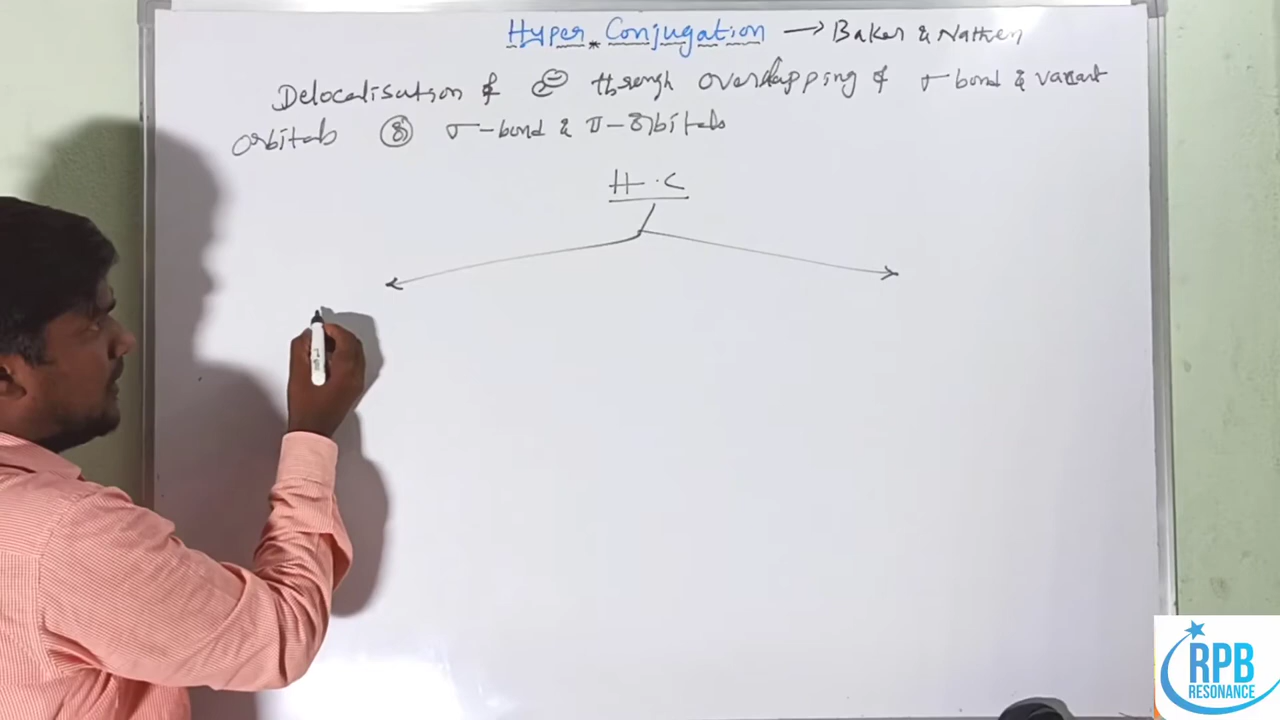 Hyper Conjugation → Baker & Nathen
Delocalisation of e⊖ through overlapping of σ bond & vacant
orbitals ⓞr σ-bond & π-orbitals
H.C
RPB
RESONANCE